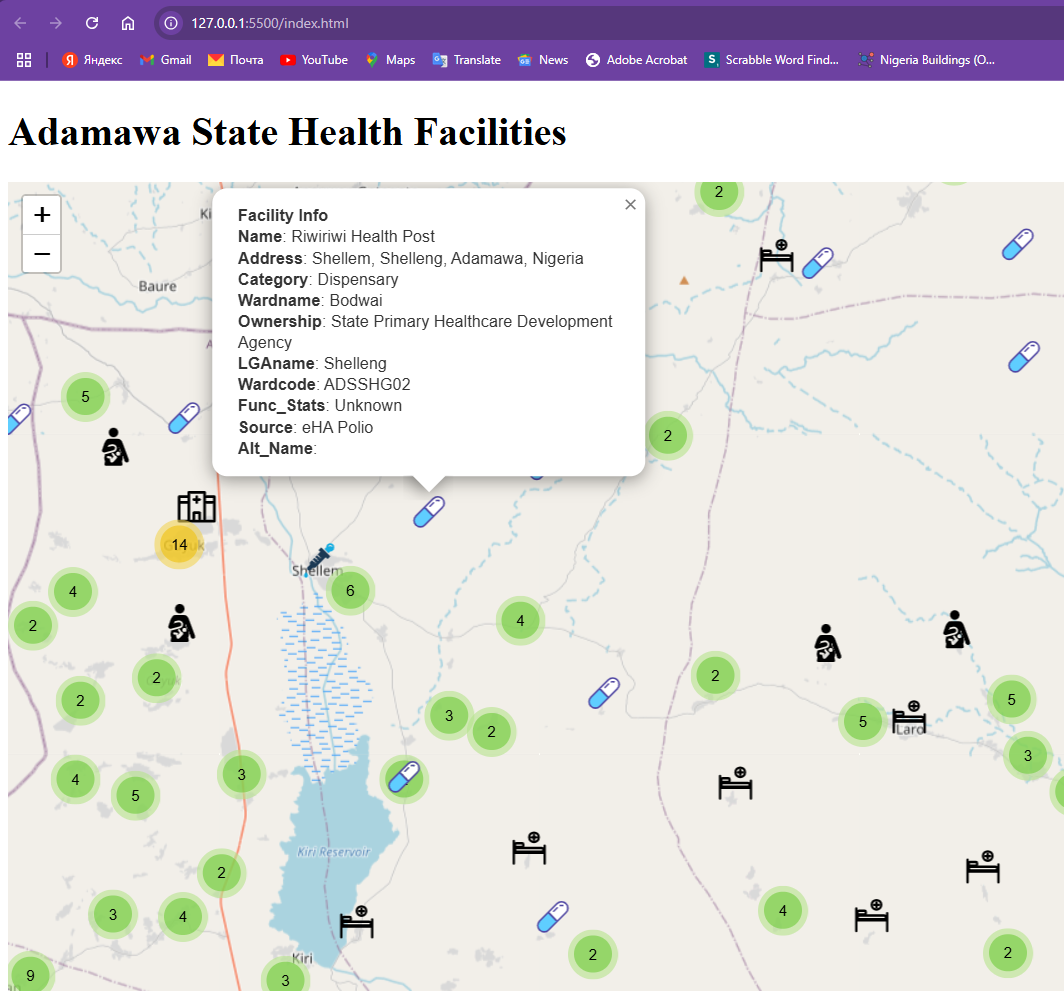 127.0.0.1:5500/index.html
Яндекс
Gmail
Почта
YouTube
Maps
Translate
News
Adobe Acrobat
Scrabble Word Find...
Nigeria Buildings (O...
Adamawa State Health Facilities
+
−
×
Facility Info
Name: Riwiriwi Health Post
Address: Shellem, Shelleng, Adamawa, Nigeria
Category: Dispensary
Wardname: Bodwai
Ownership: State Primary Healthcare Development
Agency
LGAname: Shelleng
Wardcode: ADSSHG02
Func_Stats: Unknown
Source: eHA Polio
Alt_Name:
2
Baure
5
2
14
Shellem
4
6
2
4
2
2
2
5
3
2
5
Laro
3
4
5
3
Kiri Reservoir
2
3
4
4
2
2
Kiri
9
3